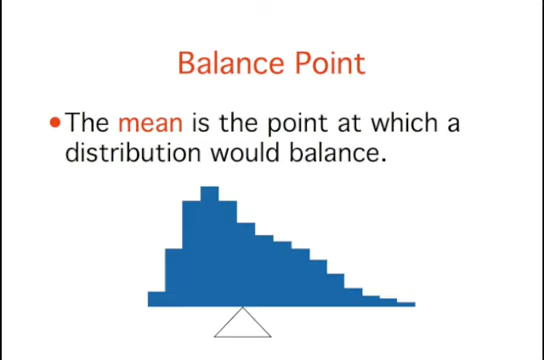 Balance Point
•The mean is the point at which a
distribution would balance.